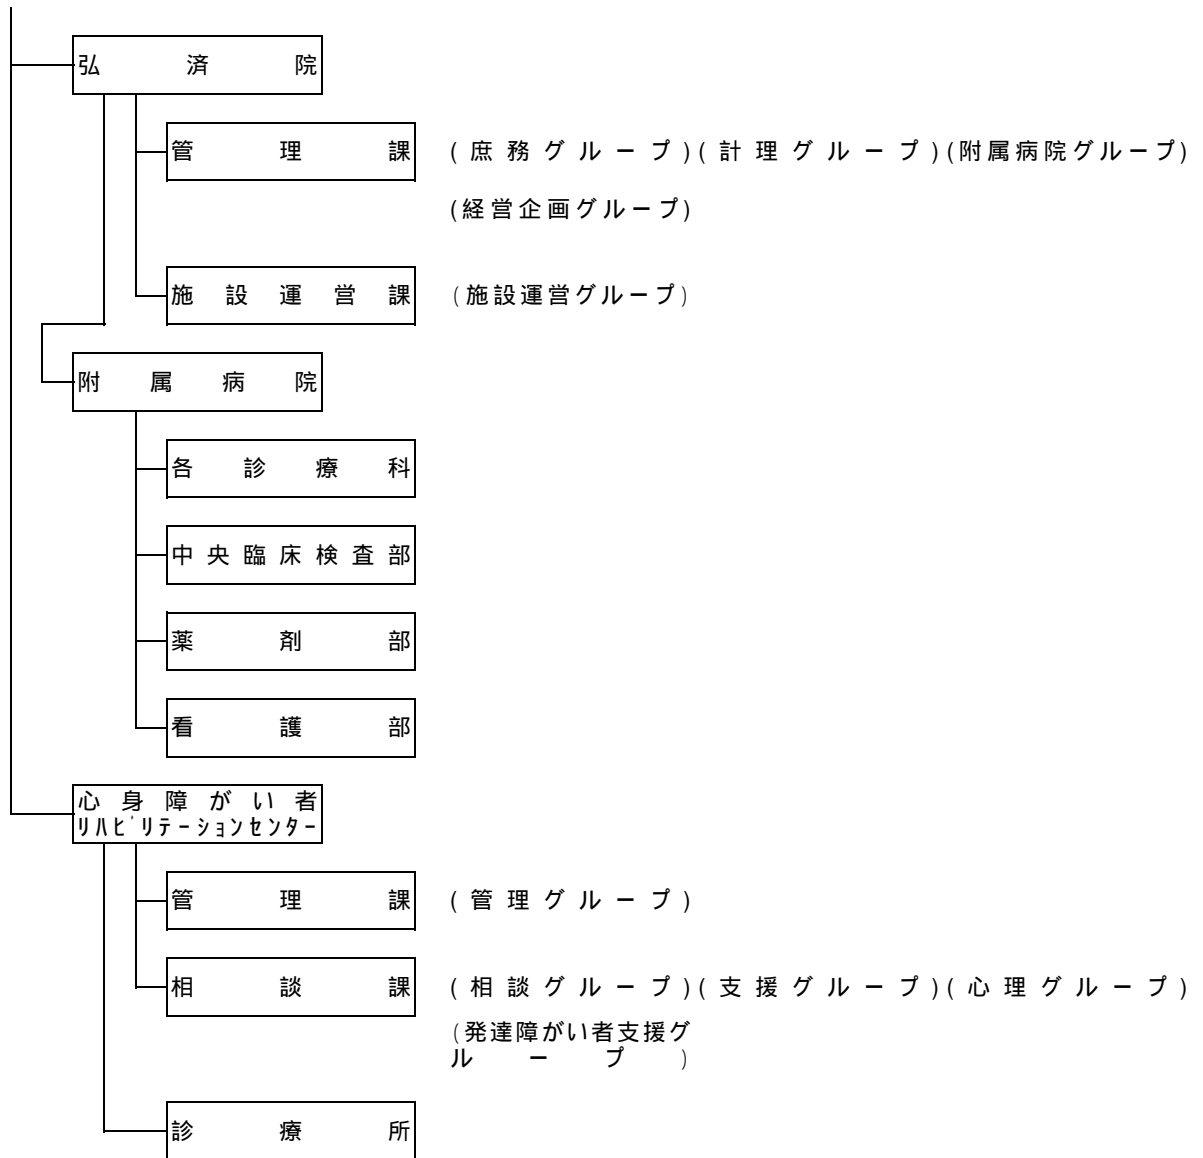 弘済院
管理課 (庶務グループ)(計理グループ)(附属病院グループ)
(経営企画グループ)
施設運営課 (施設運営グループ)
附属病院
各診療科
中央臨床検査部
薬剤部
看護部
心身障がい者
ﾘﾊﾋﾞﾘﾃｰｼｮﾝｾﾝﾀｰ
管理課 (管理グループ)
相談課 (相談グループ)(支援グループ)(心理グループ)
(発達障がい者支援グ
ループ)
診療所